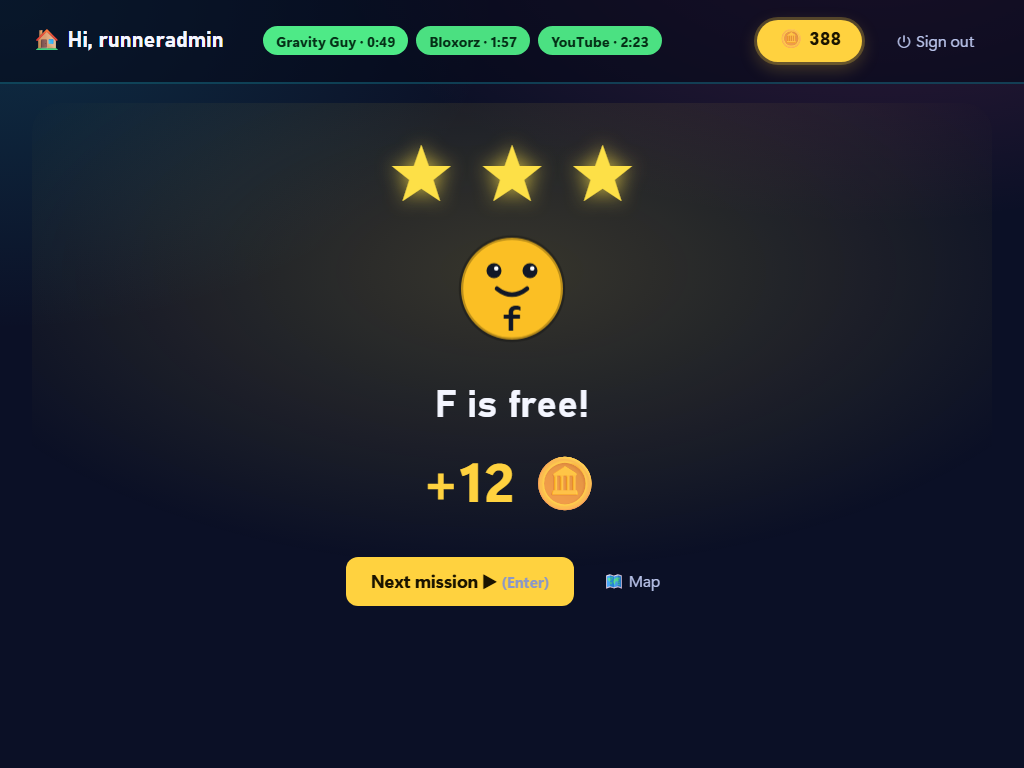 Hi, runneradmin
Gravity Guy · 0:49
Bloxorz · 1:57
YouTube · 2:23
388
Sign out
f
F is free!
+12
Next mission ▶ (Enter)
Map